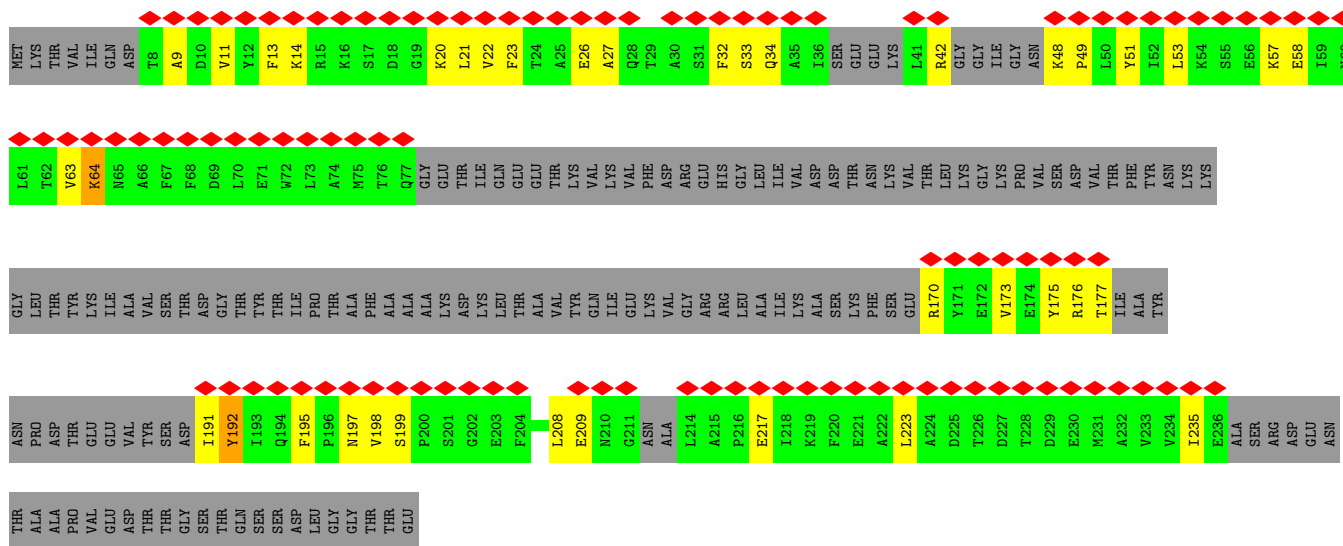 MET LYS THR VAL ILE GLN ASP T8 A9 D10 V11 Y12 F13 K14 R15 K16 S17 D18 G19 K20 L21 V22 F23 T24 A25 E26 A27 Q28 T29 A30 S31 F32 S33 Q34 A35 I36 SER GLU GLU LYS L41 R42 GLY GLY ILE GLY ASN K48 P49 L50 Y51 I52 L53 K54 S55 E56 K57 E58 I59
L61 T62 V63 K64 N65 A66 F67 F68 D69 L70 E71 W72 L73 A74 M75 T76 Q77 GLY GLU THR ILE GLN GLU GLU THR LYS VAL LYS VAL PHE ASP ARG GLU HIS GLY LEU ILE VAL ASP ASP THR ASN LYS VAL THR LEU LYS GLY LYS PRO VAL SER ASP VAL THR PHE TYR ASN LYS LYS
GLY LEU THR THR TYR LYS ILE ALA VAL SER THR ASP GLY THR TYR THR ILE PRO THR ALA PHE ALA ALA ALA LYS ASP LYS LEU THR ALA VAL TYR GLN ILE GLU LYS VAL GLY ARG ARG LEU ALA ILE LYS ALA SER LYS PHE SER GLU R170 Y171 E172 V173 E174 Y175 R176 T177 ILE ALA TYR
ASN PRO ASP THR GLU GLU VAL TYR SER ASP I191 Y192 I193 Q194 F195 P196 N197 V198 S199 P200 S201 G202 E203 F204 L208 E209 N210 G211 ASN ALA L214 A215 P216 E217 I218 K219 F220 E221 A222 L223 A224 D225 T226 D227 T228 D229 E230 M231 A232 V233 V234 I235 E236 ALA SER ARG ASP GLU ASN
THR ALA ALA PRO VAL GLU ASP THR THR GLY SER THR GLN SER SER ASP LEU GLY GLY THR THR GLU